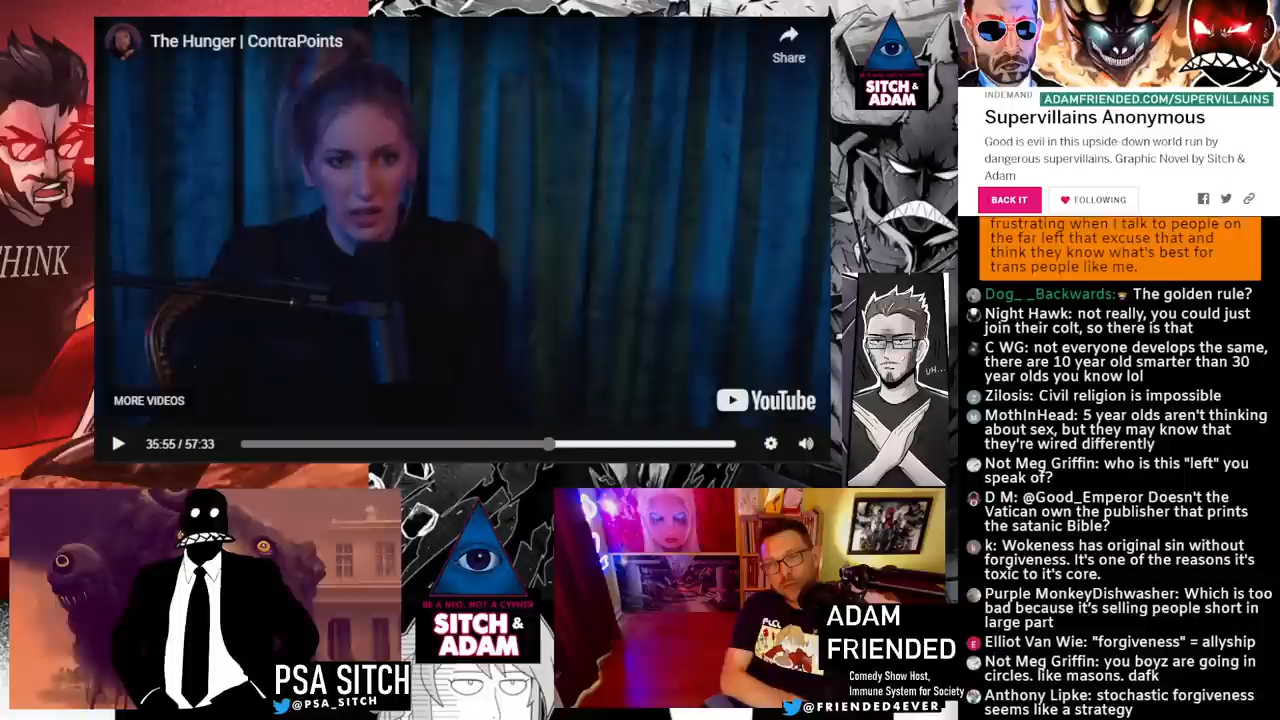 The Hunger | ContraPoints
Share
MORE VIDEOS
YouTube
35:55 / 57:33
THINK
BE A NEO, NOT A CYPHER
SITCH &
ADAM
UH...
INDEMAND
ADAMFRIENDED.COM/SUPERVILLAINS
Supervillains Anonymous
Good is evil in this upside-down world run by
dangerous supervillains. Graphic Novel by Sitch &
Adam
BACK IT
FOLLOWING
frustrating when I talk to people on
the far left that excuse that and
think they know what's best for
trans people like me.
Dog_ _Backwards: The golden rule?
Night Hawk: not really, you could just
join their colt, so there is that
C WG: not everyone develops the same,
there are 10 year old smarter than 30
year olds you know lol
Zilosis: Civil religion is impossible
MothInHead: 5 year olds aren't thinking
about sex, but they may know that
they're wired differently
Not Meg Griffin: who is this "left" you
speak of?
D M: @Good_Emperor Doesn't the
Vatican own the publisher that prints
the satanic Bible?
k: Wokeness has original sin without
forgiveness. It's one of the reasons it's
toxic to it's core.
Purple MonkeyDishwasher: Which is too
bad because it's selling people short in
large part
Elliot Van Wie: "forgiveness" = allyship
Not Meg Griffin: you boyz are going in
circles. like masons. dafk
Anthony Lipke: stochastic forgiveness
seems like a strategy
PSA SITCH
@PSA_SITCH
BE A NEO, NOT A CYPHER
SITCH &
ADAM
ADAM
FRIENDED
Comedy Show Host,
Immune System for Society
@FRIENDED4EVER